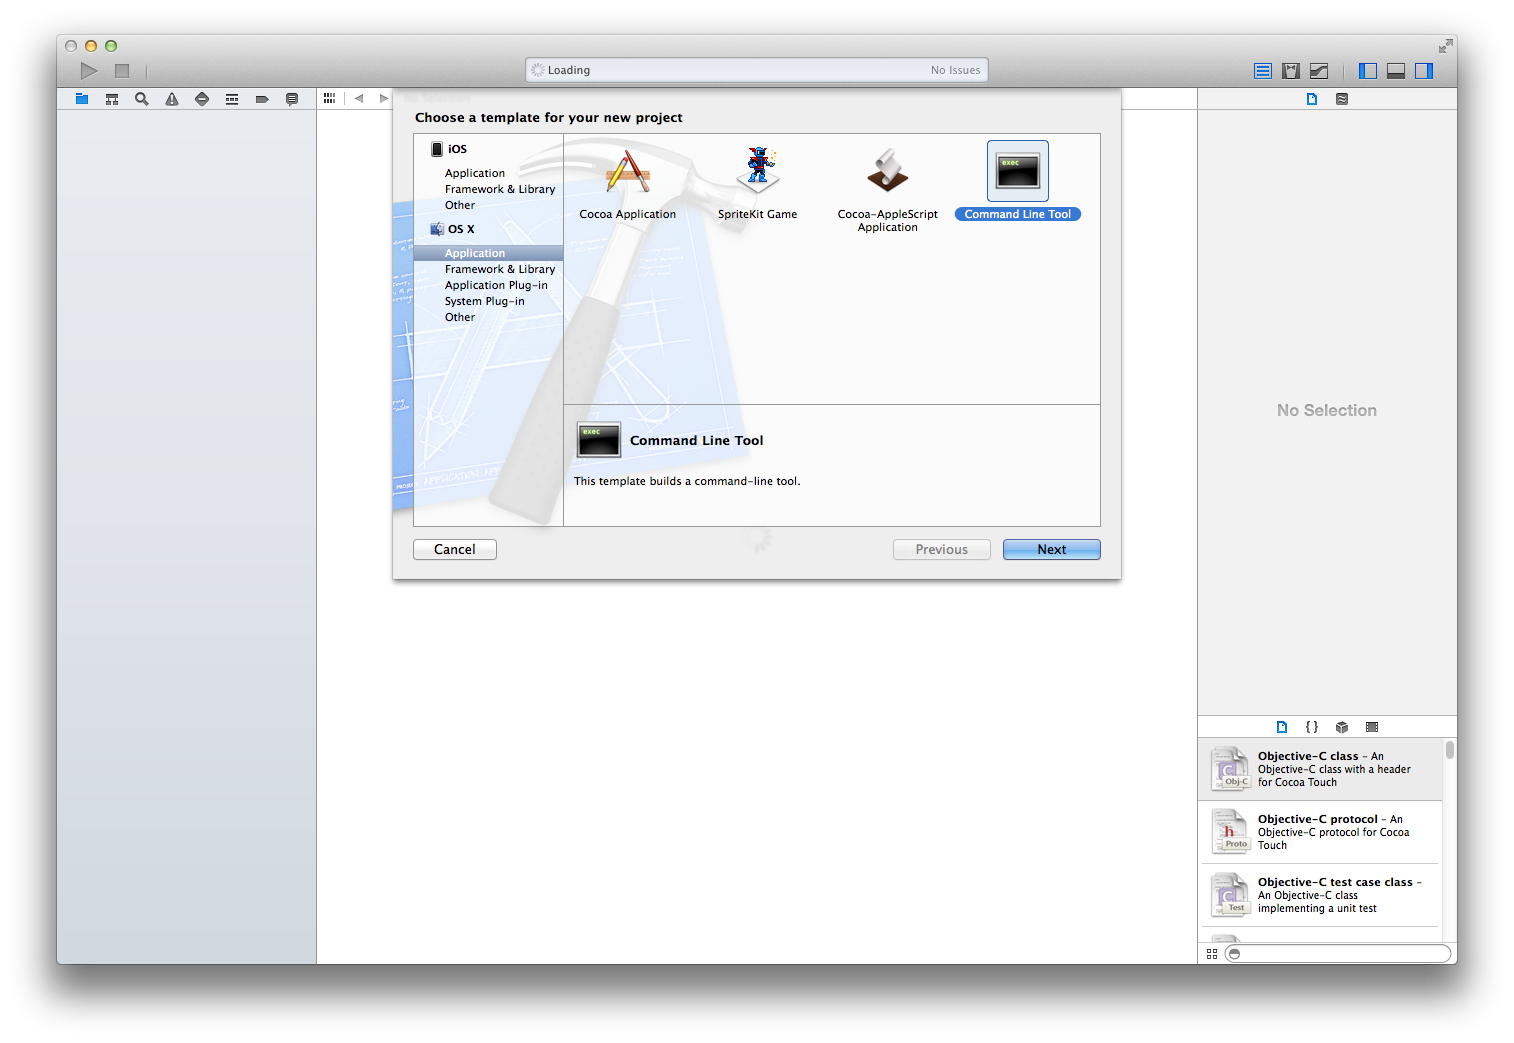 Loading
No Issues
No Selection
Choose a template for your new project
iOS
Application
Framework & Library
Other
OS X
Application
Framework & Library
Application Plug-in
System Plug-in
Other
Cocoa Application
SpriteKit Game
Cocoa-AppleScript
Application
exec
Command Line Tool
exec
Command Line Tool
This template builds a command-line tool.
Cancel
Previous
Next
No Selection
{ }
Obj-C
Objective-C class – An
Objective-C class with a header
for Cocoa Touch
h
Proto
Objective-C protocol – An
Objective-C protocol for Cocoa
Touch
Test
Objective-C test case class –
An Objective-C class
implementing a unit test